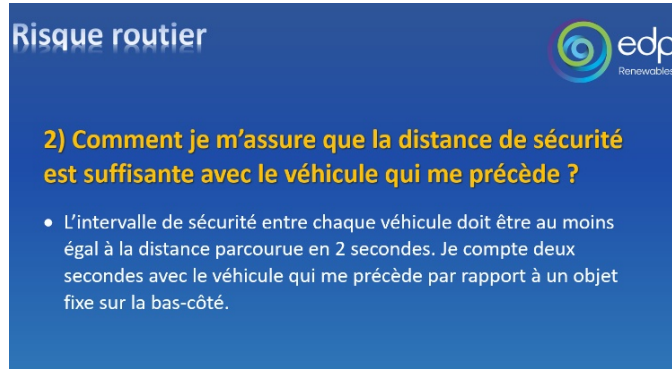 Risque routier
edp
Renewables
2) Comment je m’assure que la distance de sécurité
est suffisante avec le véhicule qui me précède ?
• L’intervalle de sécurité entre chaque véhicule doit être au moins
égal à la distance parcourue en 2 secondes. Je compte deux
secondes avec le véhicule qui me précède par rapport à un objet
fixe sur la bas-côté.